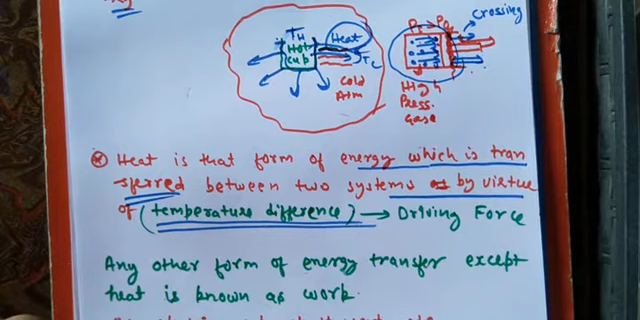 TH
Heat
Hot
cub
TC
Cold
Atm
crossing
High
Press.
Gase
Heat is that form of energy which is tran
sferred between two systems by virtue
of (temperature difference) → Driving Force
Any other form of energy transfer except
heat is known as work.